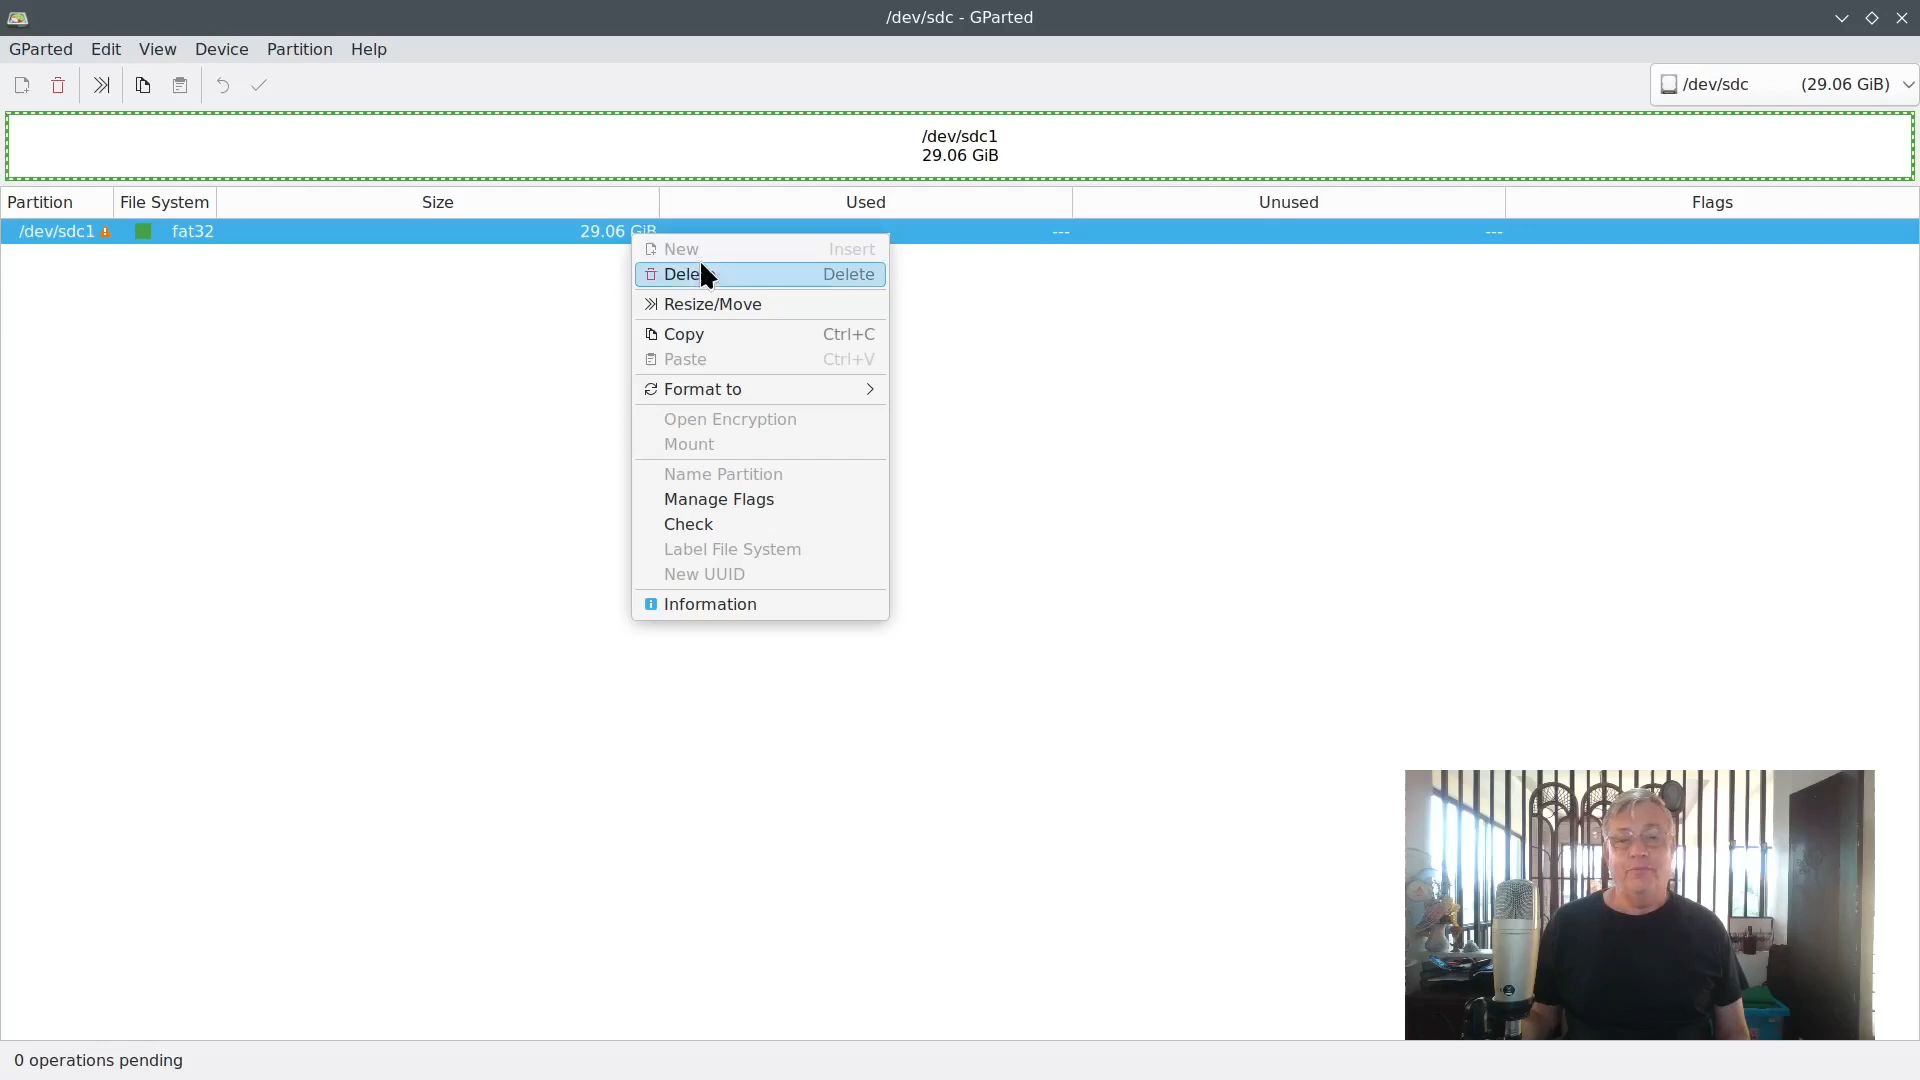 /dev/sdc - GParted
GParted Edit View Device Partition Help
/dev/sdc (29.06 GiB)
/dev/sdc1
29.06 GiB
Partition File System Size Used Unused Flags
/dev/sdc1 fat32 29.06 GiB --- ---
New Insert
Delete Delete
Resize/Move
Copy Ctrl+C
Paste Ctrl+V
Format to
Open Encryption
Mount
Name Partition
Manage Flags
Check
Label File System
New UUID
Information
0 operations pending